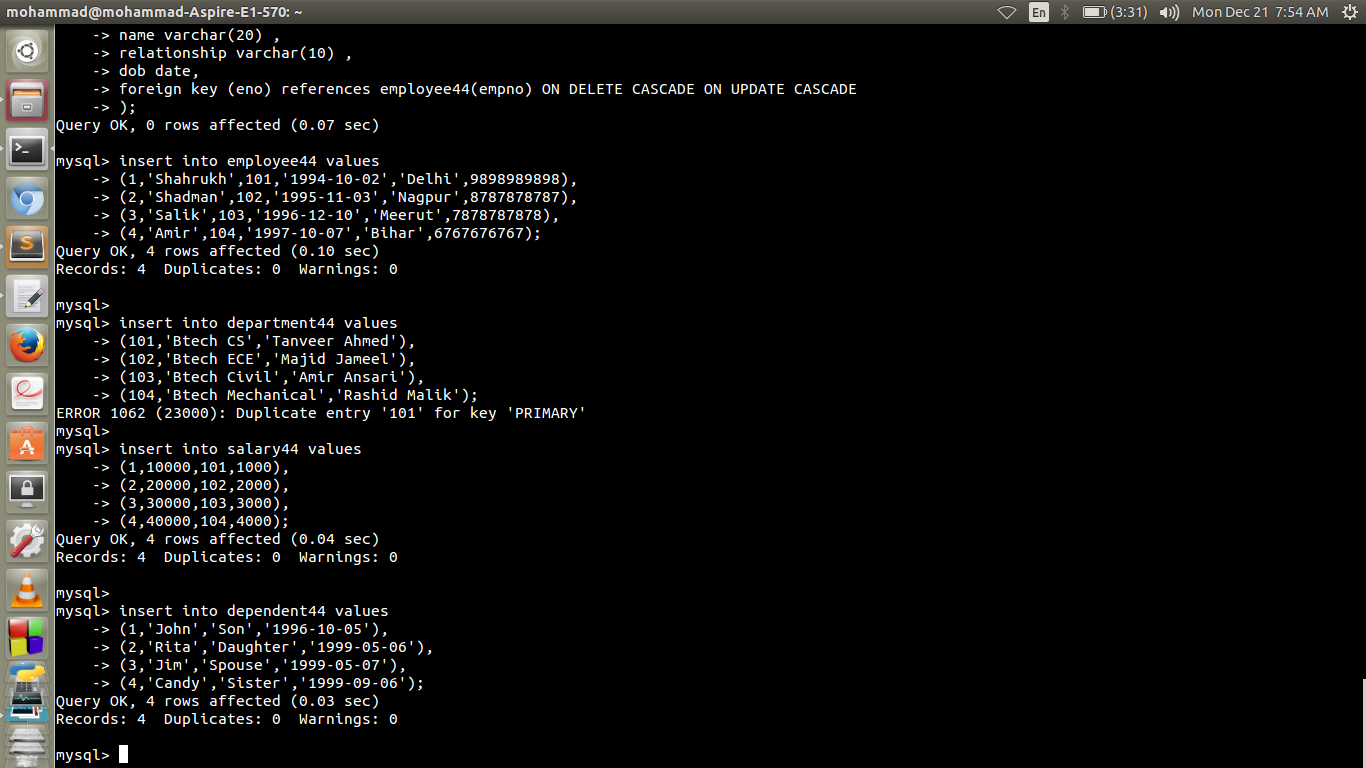 mohammad@mohammad-Aspire-E1-570: ~
En
(3:31)
Mon Dec 21 7:54 AM
-> name varchar(20) ,
-> relationship varchar(10) ,
-> dob date,
-> foreign key (eno) references employee44(empno) ON DELETE CASCADE ON UPDATE CASCADE
-> );
Query OK, 0 rows affected (0.07 sec)
mysql> insert into employee44 values
-> (1,'Shahrukh',101,'1994-10-02','Delhi',9898989898),
-> (2,'Shadman',102,'1995-11-03','Nagpur',8787878787),
-> (3,'Salik',103,'1996-12-10','Meerut',7878787878),
-> (4,'Amir',104,'1997-10-07','Bihar',6767676767);
Query OK, 4 rows affected (0.10 sec)
Records: 4  Duplicates: 0  Warnings: 0
mysql>
mysql> insert into department44 values
-> (101,'Btech CS','Tanveer Ahmed'),
-> (102,'Btech ECE','Majid Jameel'),
-> (103,'Btech Civil','Amir Ansari'),
-> (104,'Btech Mechanical','Rashid Malik');
ERROR 1062 (23000): Duplicate entry '101' for key 'PRIMARY'
mysql>
mysql> insert into salary44 values
-> (1,10000,101,1000),
-> (2,20000,102,2000),
-> (3,30000,103,3000),
-> (4,40000,104,4000);
Query OK, 4 rows affected (0.04 sec)
Records: 4  Duplicates: 0  Warnings: 0
mysql>
mysql> insert into dependent44 values
-> (1,'John','Son','1996-10-05'),
-> (2,'Rita','Daughter','1999-05-06'),
-> (3,'Jim','Spouse','1999-05-07'),
-> (4,'Candy','Sister','1999-09-06');
Query OK, 4 rows affected (0.03 sec)
Records: 4  Duplicates: 0  Warnings: 0
mysql>